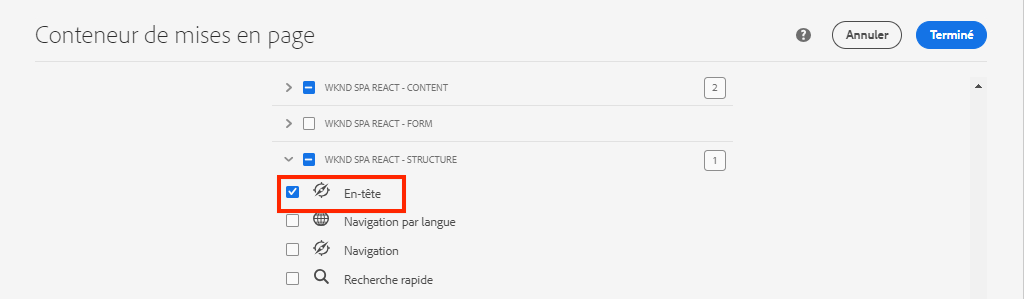 Conteneur de mises en page
? Annuler Terminé
WKND SPA REACT - CONTENT 2
WKND SPA REACT - FORM
WKND SPA REACT - STRUCTURE 1
En-tête
Navigation par langue
Navigation
Recherche rapide